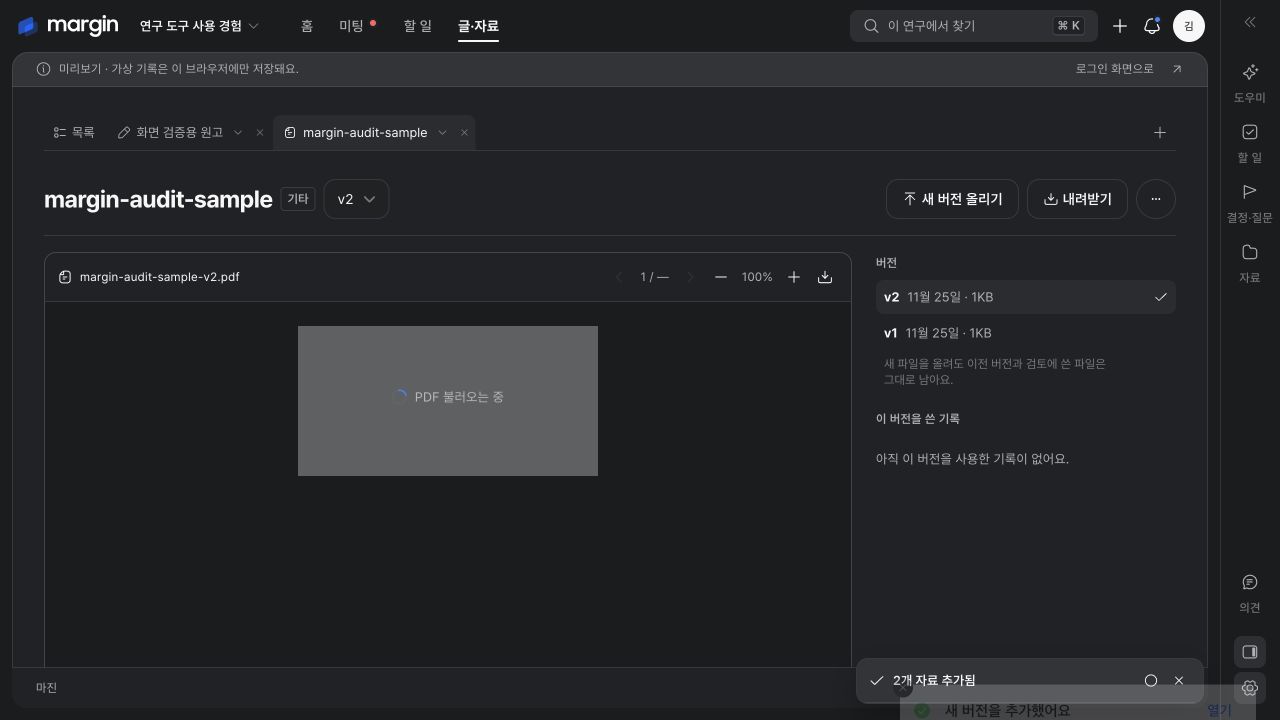 margin 연구 도구 사용 경험 홈 미팅 할 일 글·자료 이 연구에서 찾기 ⌘ K 김
미리보기 · 가상 기록은 이 브라우저에만 저장돼요. 로그인 화면으로
도우미
목록 화면 검증용 원고 margin-audit-sample
할 일
margin-audit-sample 기타 v2 새 버전 올리기 내려받기
결정·질문
margin-audit-sample-v2.pdf 1 / — 100%
버전
자료
v2 11월 25일 · 1KB
v1 11월 25일 · 1KB
새 파일을 올려도 이전 버전과 검토에 쓴 파일은
그대로 남아요.
PDF 불러오는 중
이 버전을 쓴 기록
아직 이 버전을 사용한 기록이 없어요.
의견
2개 자료 추가됨
마진
새 버전을 추가했어요 열기